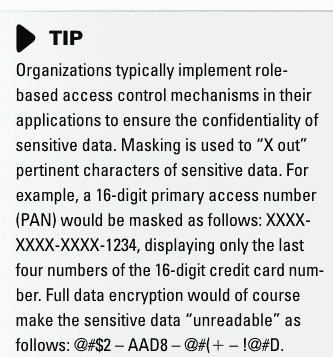 TIP
Organizations typically implement role-
based access control mechanisms in their
applications to ensure the confidentiality of
sensitive data. Masking is used to “X out”
pertinent characters of sensitive data. For
example, a 16-digit primary access number
(PAN) would be masked as follows: XXXX-
XXXX-XXXX-1234, displaying only the last
four numbers of the 16-digit credit card num-
ber. Full data encryption would of course
make the sensitive data “unreadable” as
follows: @#$2 – AAD8 – @#(+ – !@#D.